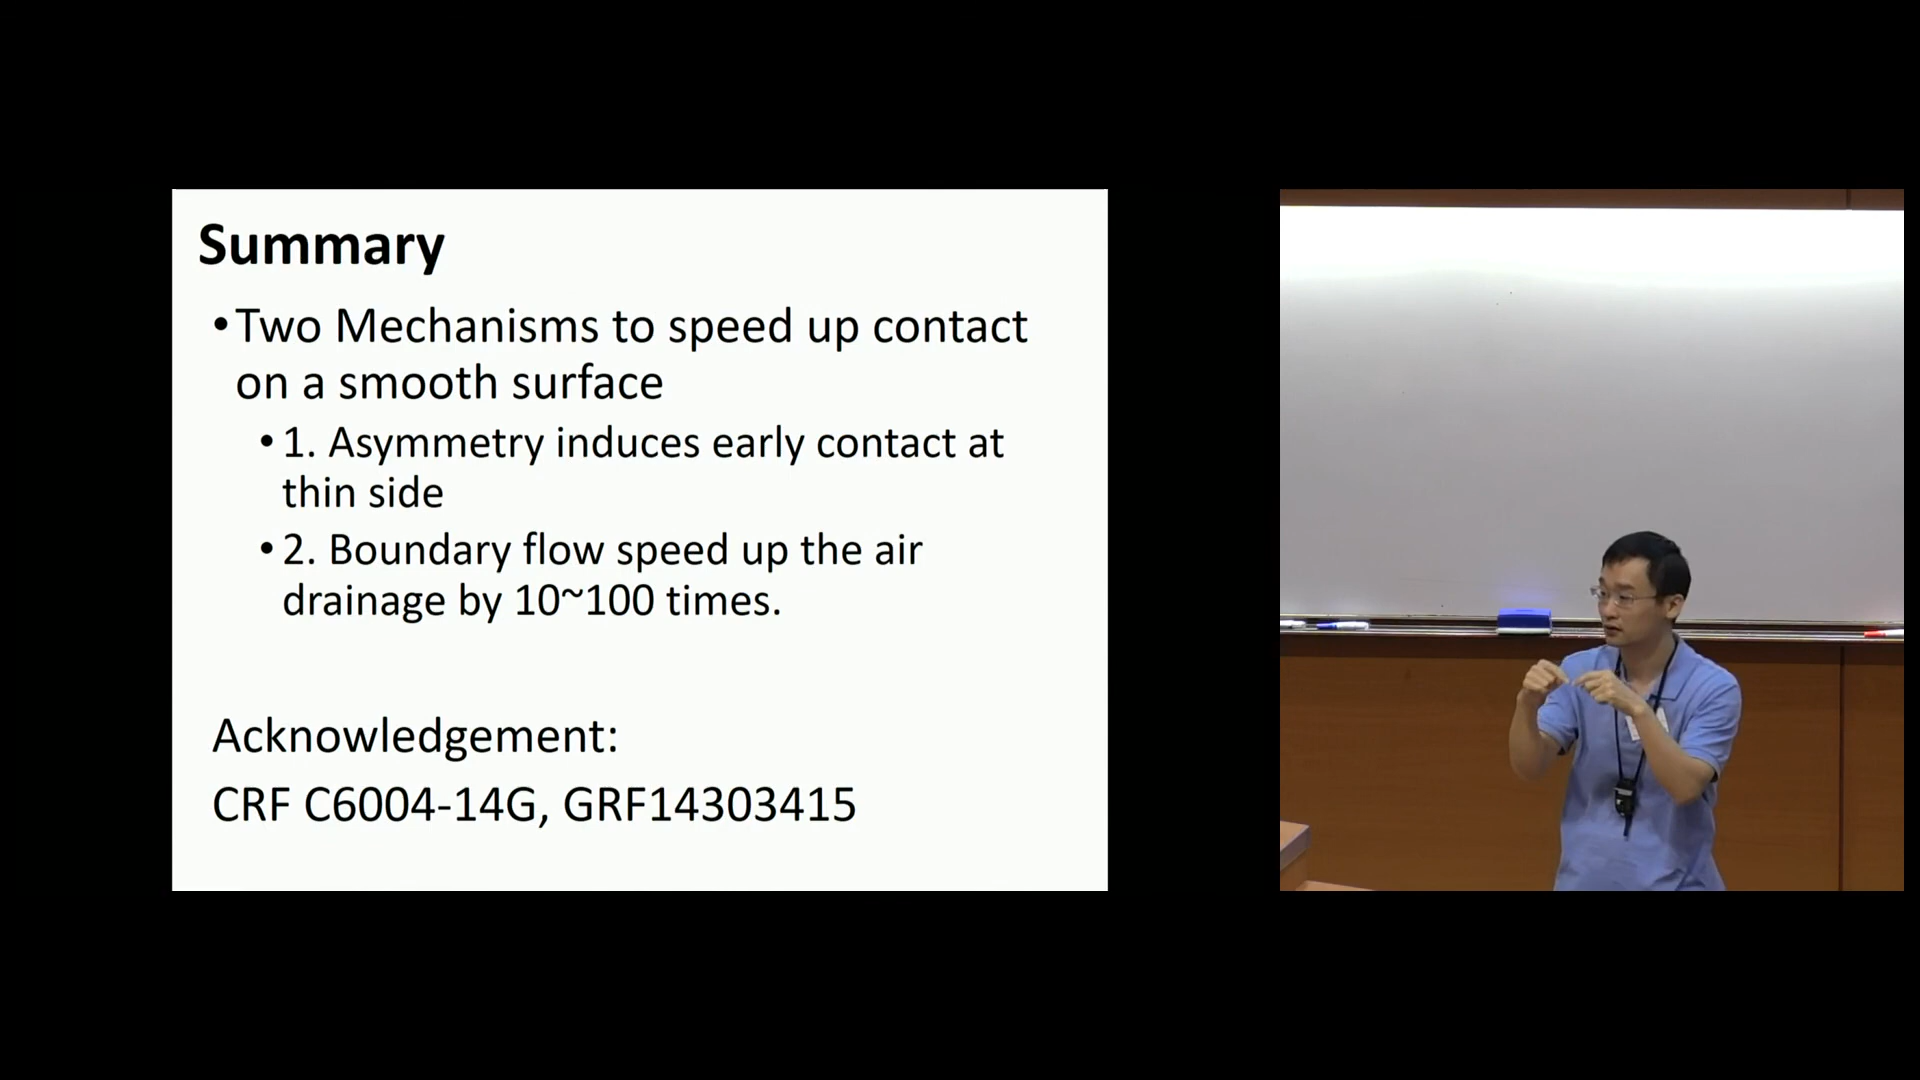 Summary
•Two Mechanisms to speed up contact
on a smooth surface
•1. Asymmetry induces early contact at
thin side
•2. Boundary flow speed up the air
drainage by 10~100 times.
Acknowledgement:
CRF C6004-14G, GRF14303415